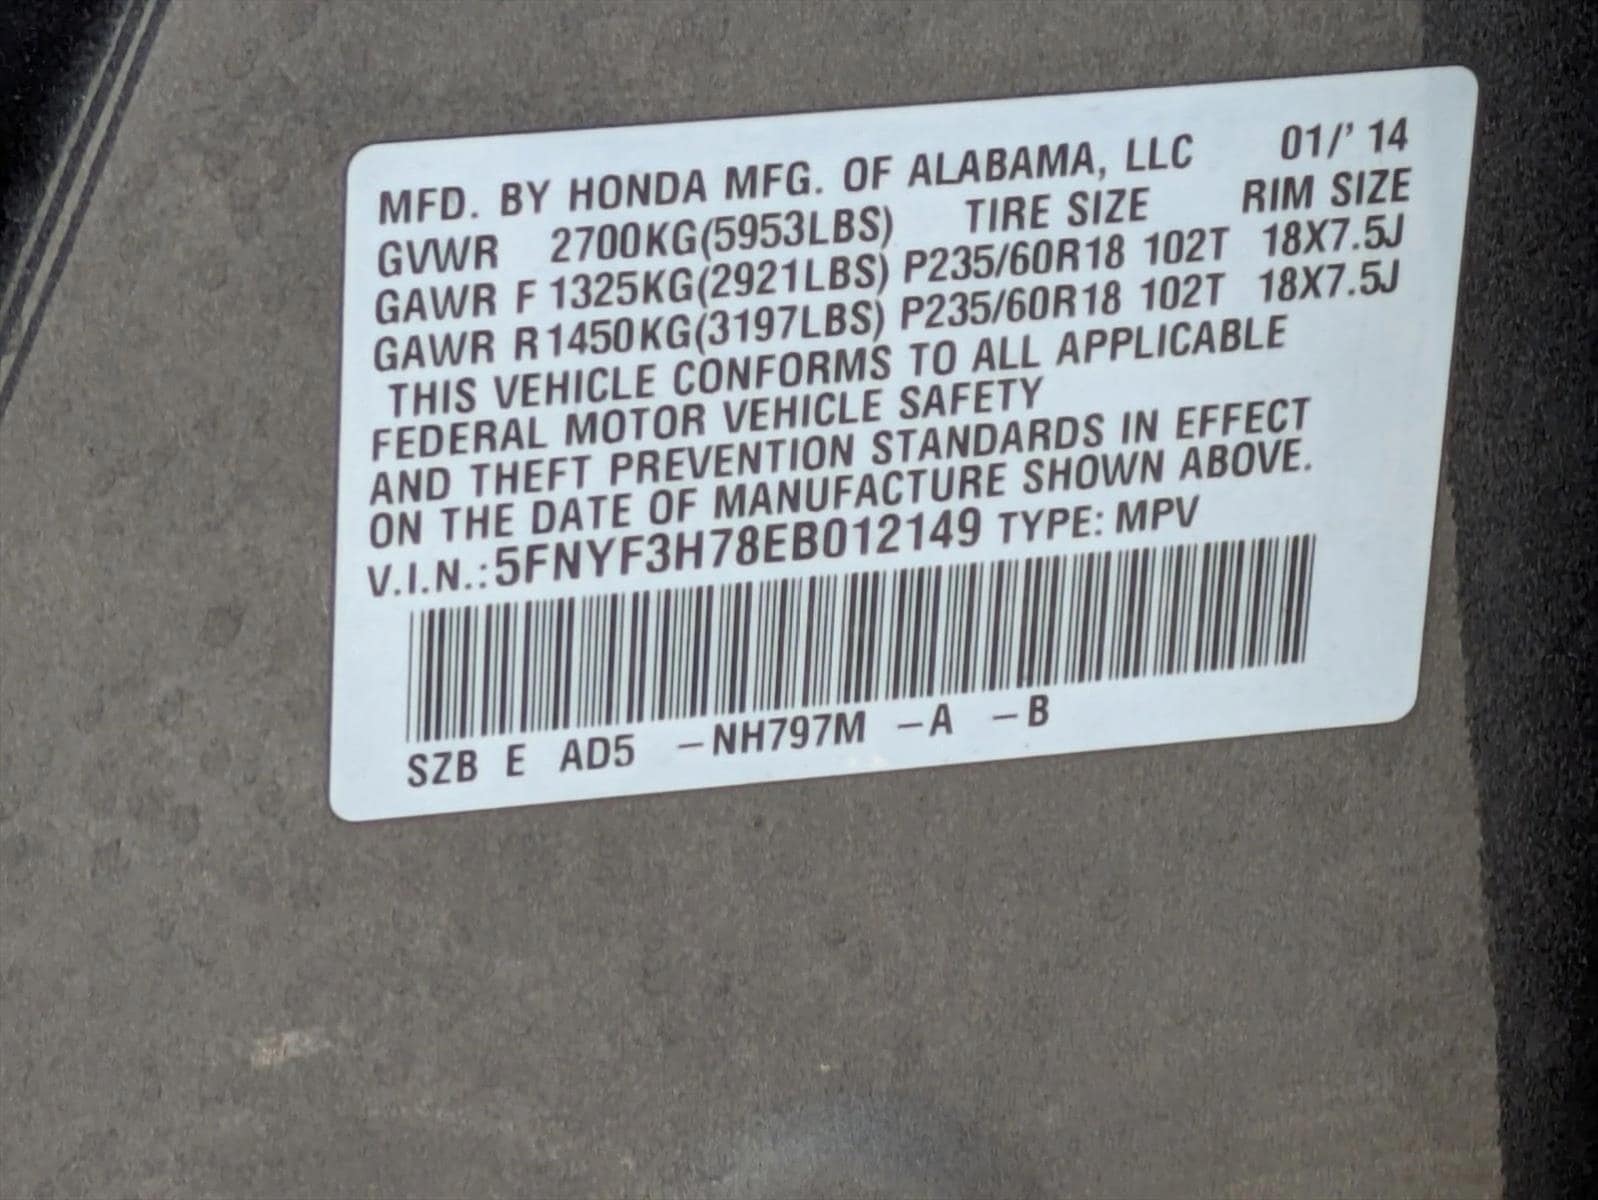 MFD. BY HONDA MFG. OF ALABAMA, LLC 01/' 14
GVWR 2700KG(5953LBS) TIRE SIZE RIM SIZE
GAWR F 1325KG(2921LBS) P235/60R18 102T 18X7.5J
GAWR R 1450KG(3197LBS) P235/60R18 102T 18X7.5J
THIS VEHICLE CONFORMS TO ALL APPLICABLE
FEDERAL MOTOR VEHICLE SAFETY
AND THEFT PREVENTION STANDARDS IN EFFECT
ON THE DATE OF MANUFACTURE SHOWN ABOVE.
V.I.N.:5FNYF3H78EB012149 TYPE: MPV
SZB E AD5 –NH797M –A –B